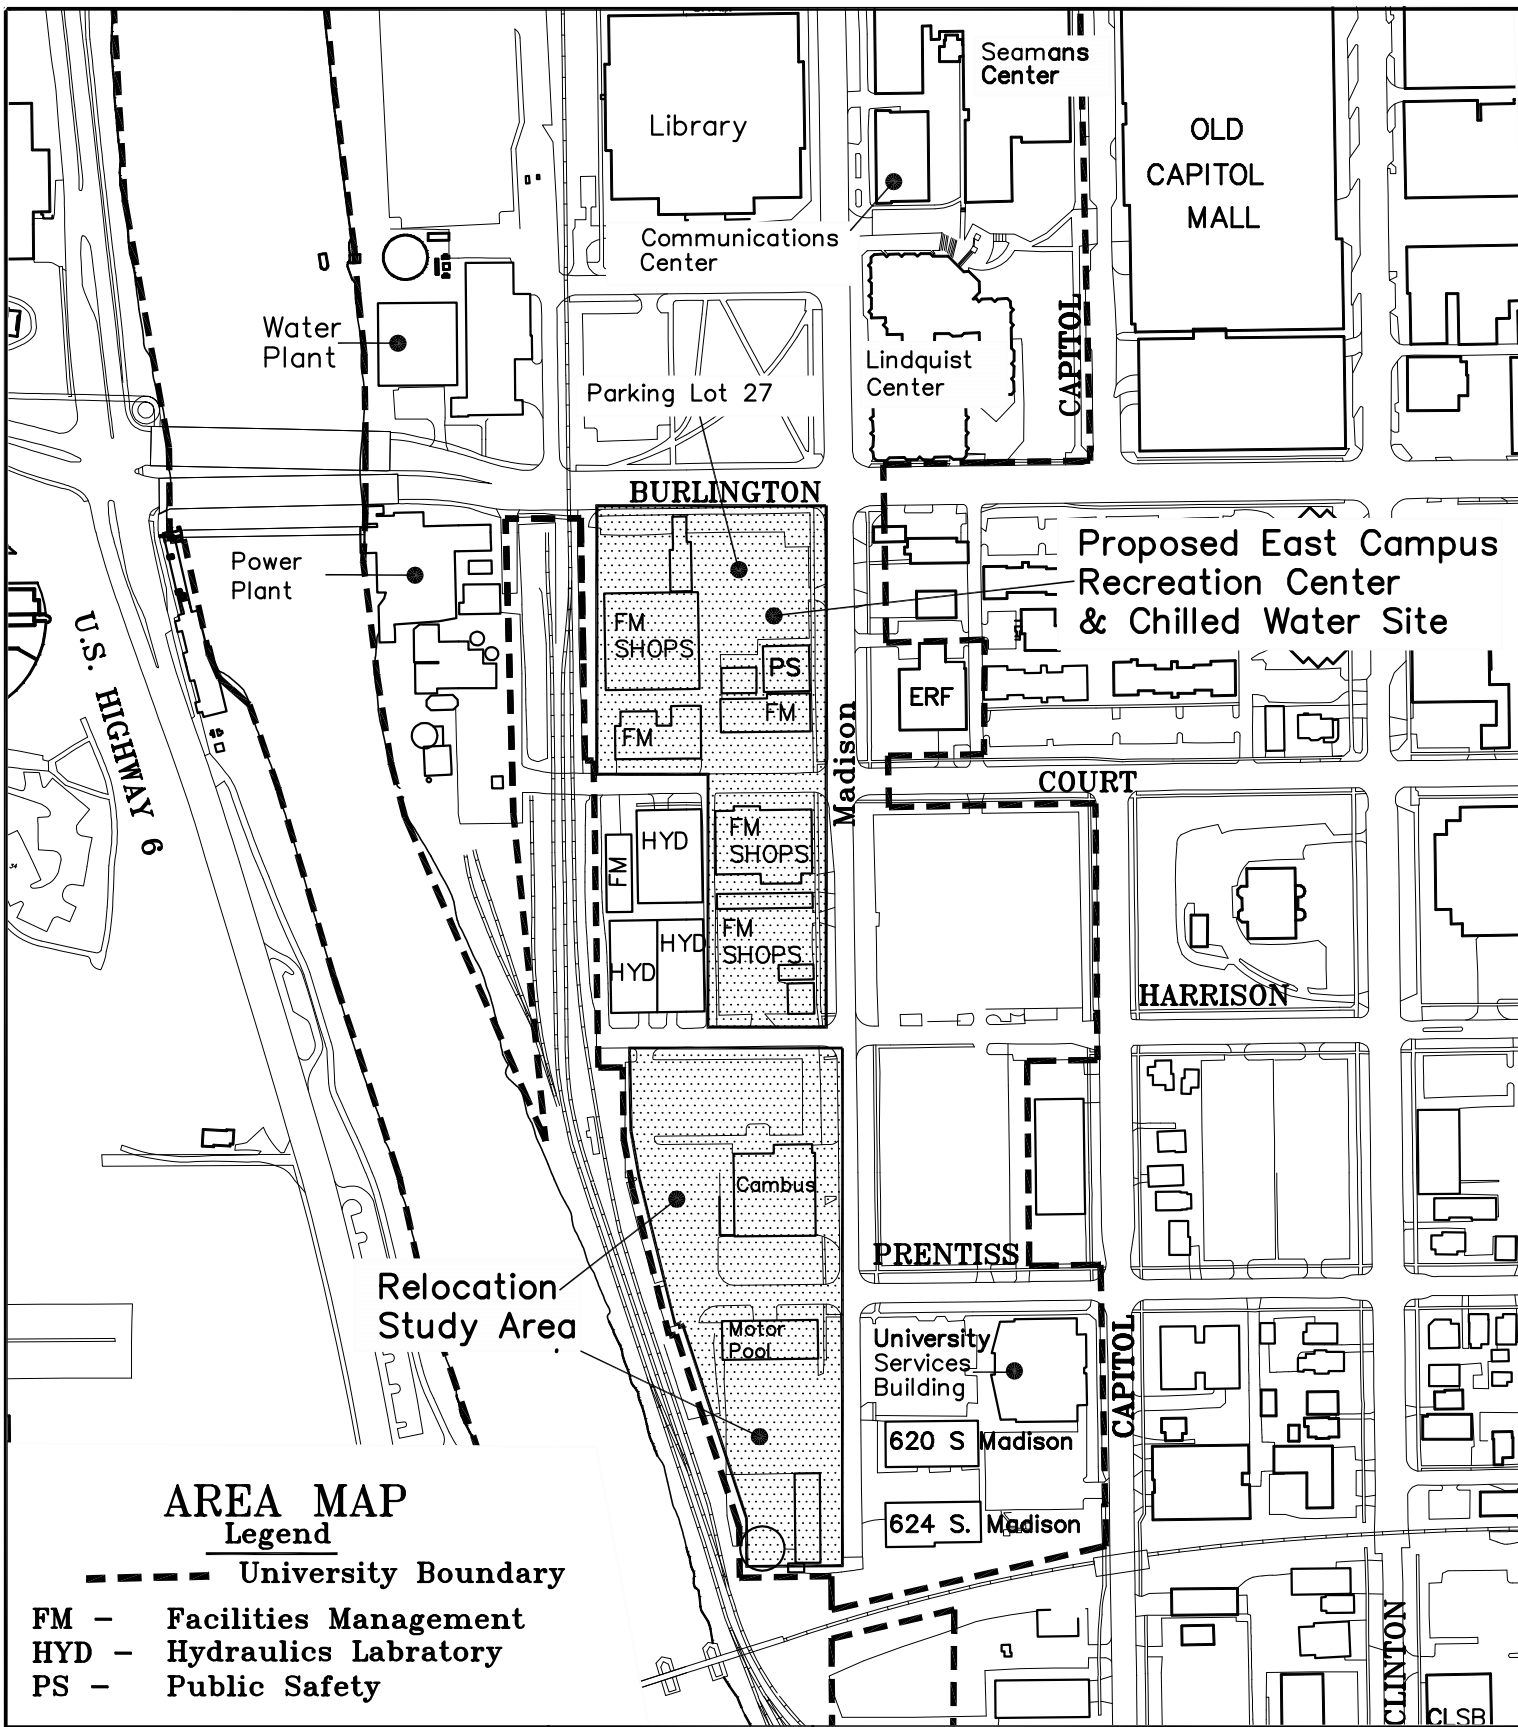 Seamans
Center
Library
OLD
CAPITOL
MALL
Communications
Center
Water
Plant
Lindquist
Center
CAPITOL
Parking Lot 27
BURLINGTON
Power
Plant
Proposed East Campus
Recreation Center
& Chilled Water Site
FM
SHOPS
PS
FM
FM
ERF
Madison
U.S. HIGHWAY 6
COURT
HYD
FM
SHOPS
FM
HYD
HYD
FM
SHOPS
34
HARRISON
Cambus
PRENTISS
Relocation
Study Area
Motor
Pool
University
Services
Building
CAPITOL
620 S Madison
624 S. Madison
AREA MAP
Legend
University Boundary
FM - Facilities Management
HYD - Hydraulics Labratory
PS - Public Safety
CLINTON
CLSB